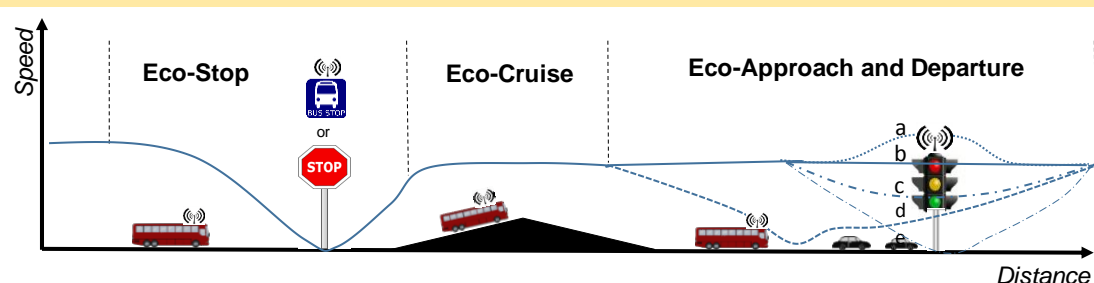 Speed
Eco-Stop
BUS STOP
or
STOP
Eco-Cruise
Eco-Approach and Departure
a
b
c
d
e
Distance